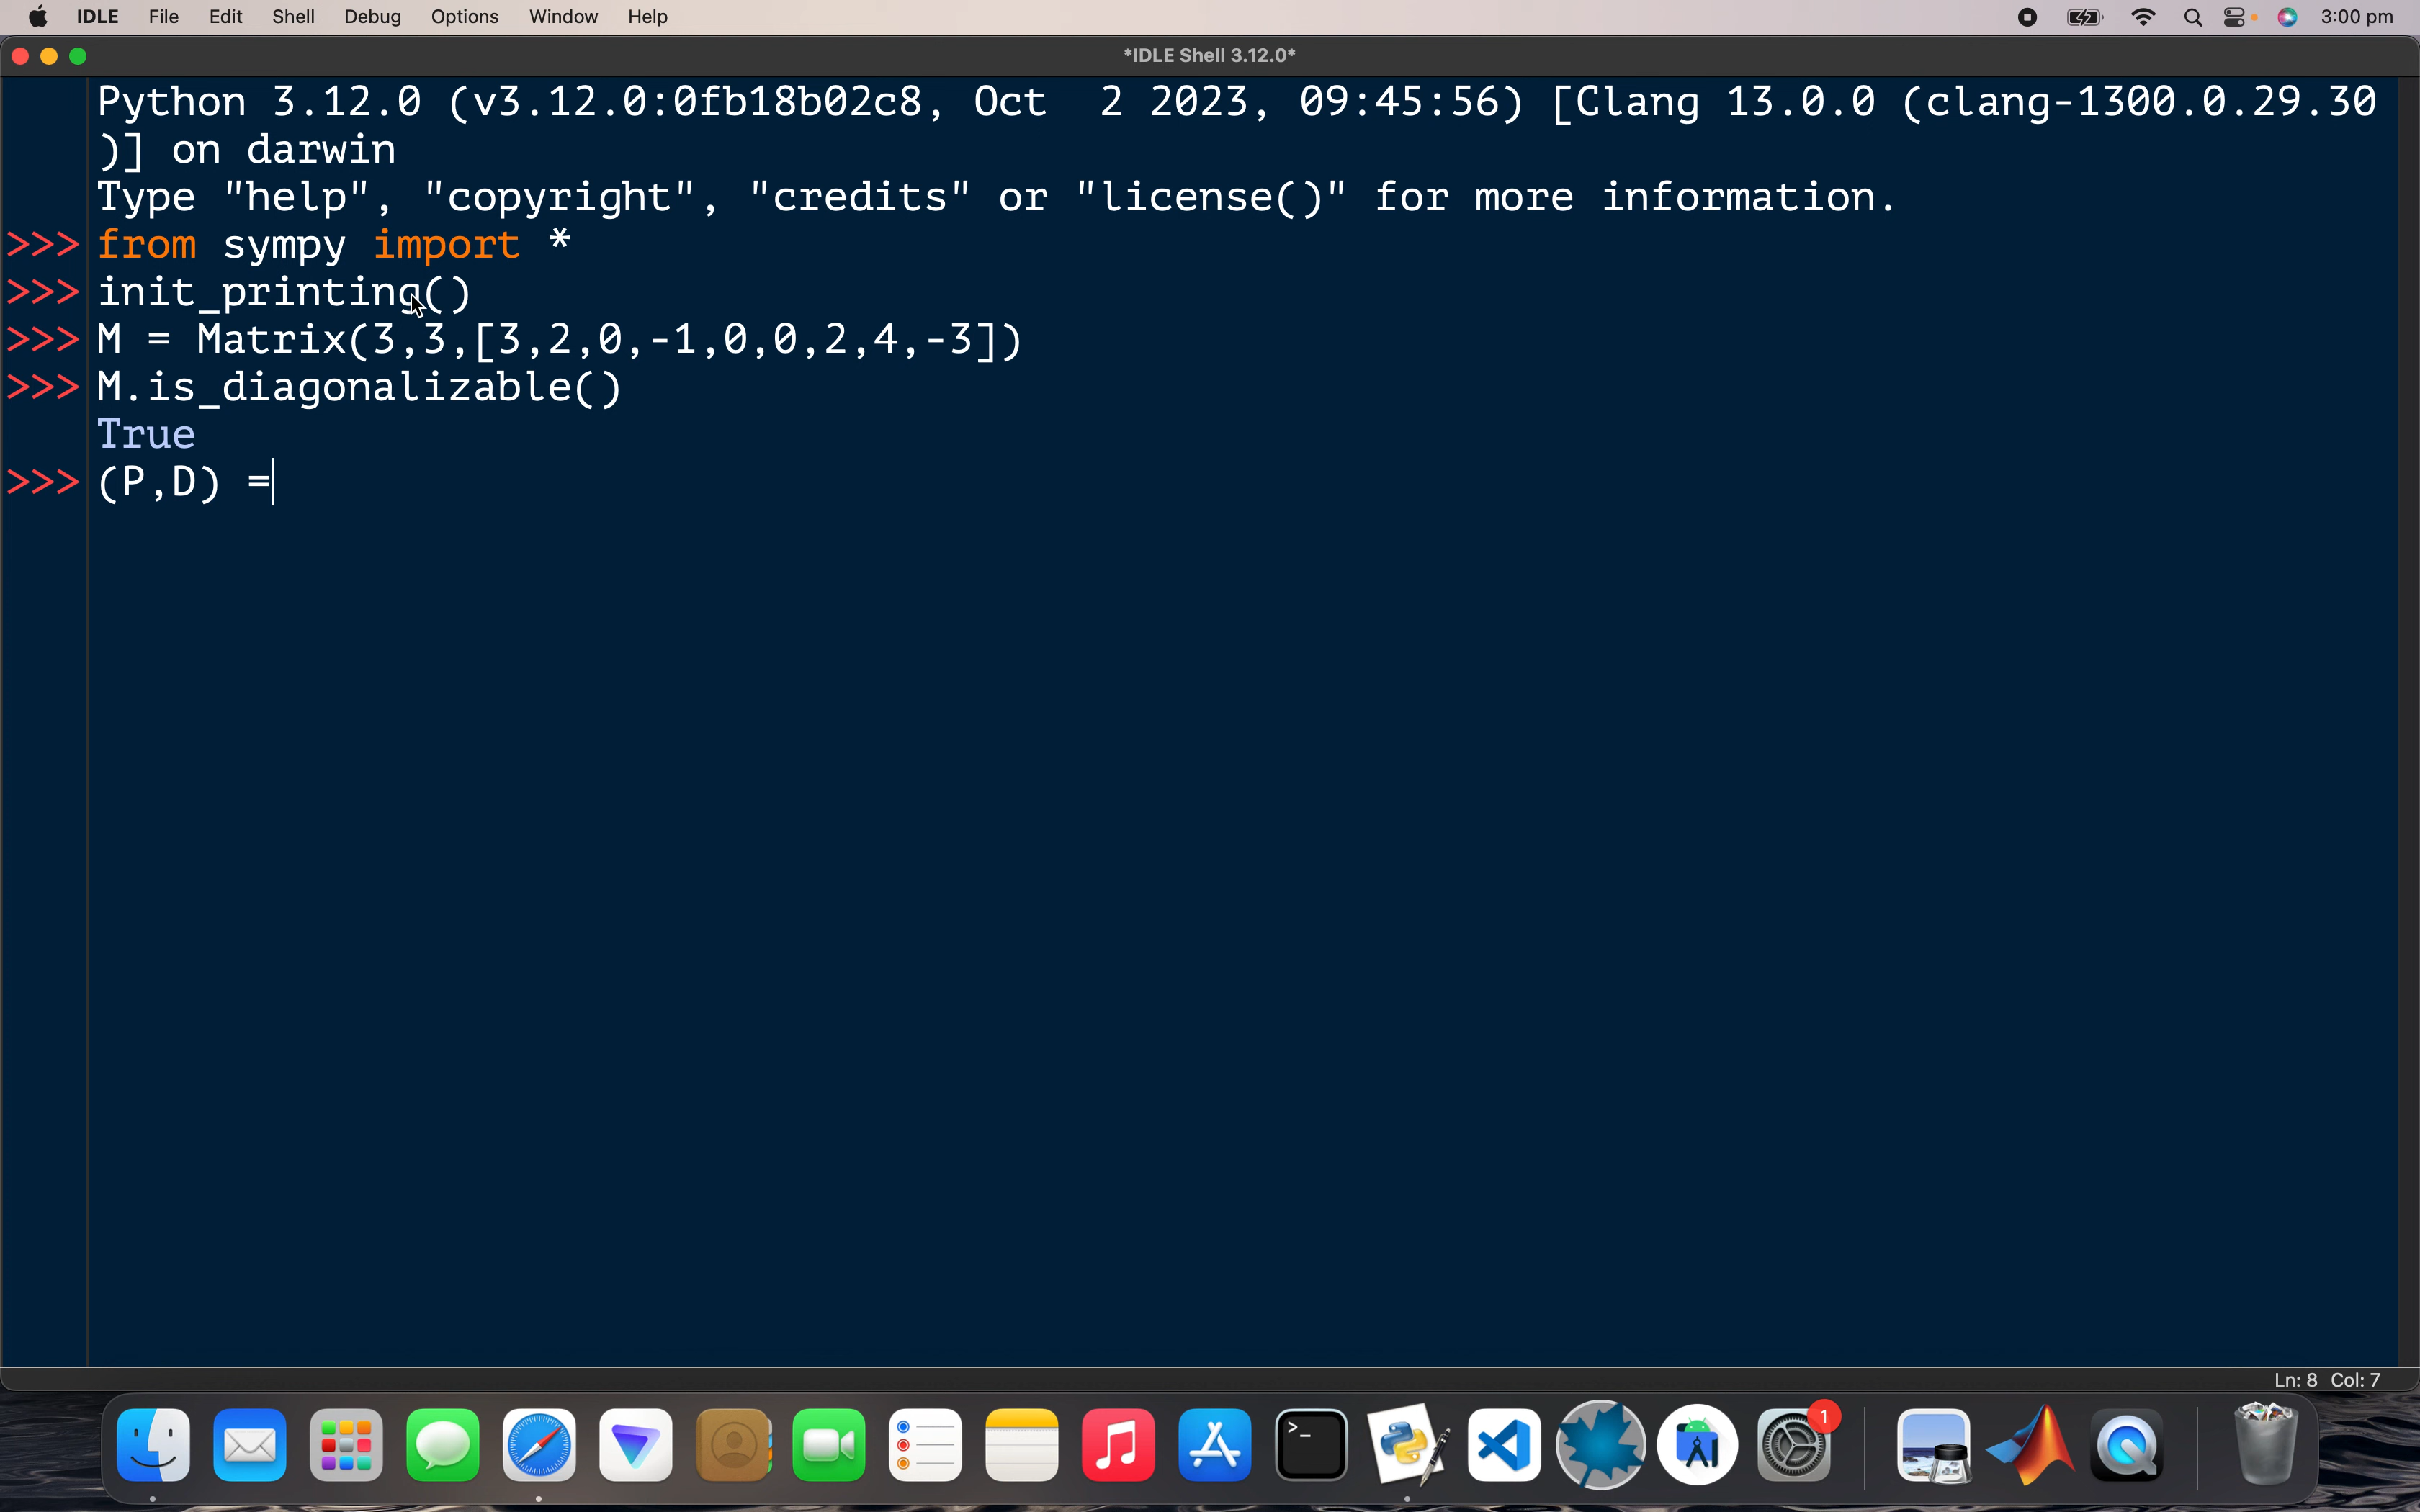 IDLE File Edit Shell Debug Options Window Help 3:00 pm
*IDLE Shell 3.12.0*
Python 3.12.0 (v3.12.0:0fb18b02c8, Oct  2 2023, 09:45:56) [Clang 13.0.0 (clang-1300.0.29.30
)] on darwin
Type "help", "copyright", "credits" or "license()" for more information.
>>> from sympy import *
>>> init_printing()
>>> M = Matrix(3,3,[3,2,0,-1,0,0,2,4,-3])
>>> M.is_diagonalizable()
True
>>> (P,D) =
Ln: 8 Col: 7
>_
1